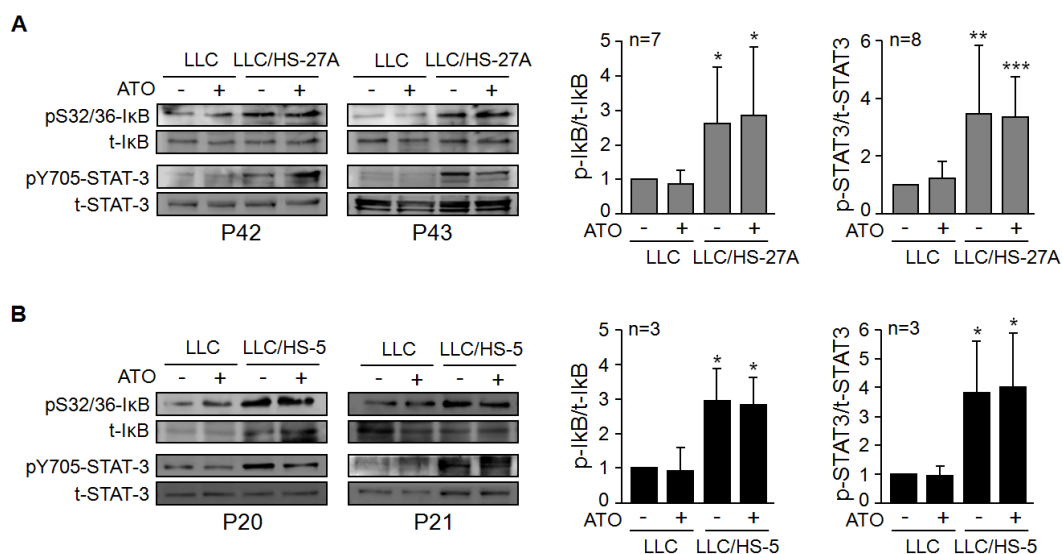 A
LLC LLC/HS-27A LLC LLC/HS-27A
ATO - + - + - + - +
pS32/36-IκB
t-IκB
pY705-STAT-3
t-STAT-3
P42 P43
n=7
p-IκB/t-IκB
5
4
3
2
1
0
* *
ATO - + - +
LLC LLC/HS-27A
n=8
p-STAT3/t-STAT3
6
4
2
0
** ***
ATO - + - +
LLC LLC/HS-27A
B
LLC LLC/HS-5 LLC LLC/HS-5
ATO - + - + - + - +
pS32/36-IκB
t-IκB
pY705-STAT-3
t-STAT-3
P20 P21
n=3
p-IκB/t-IκB
5
4
3
2
1
0
* *
ATO - + - +
LLC LLC/HS-5
n=3
p-STAT3/t-STAT3
6
5
4
3
2
1
0
* *
ATO - + - +
LLC LLC/HS-5